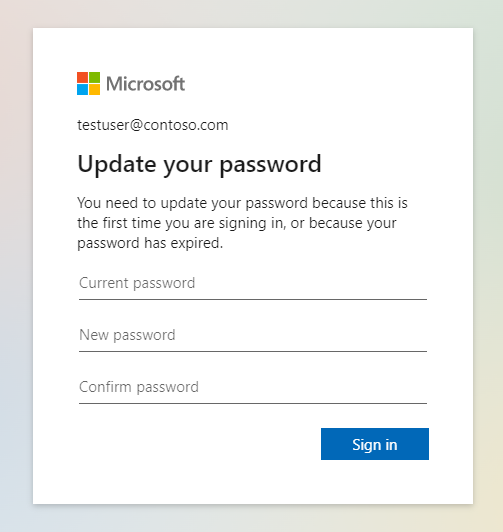 Microsoft
testuser@contoso.com
Update your password
You need to update your password because this is
the first time you are signing in, or because your
password has expired.
Current password
New password
Confirm password
Sign in